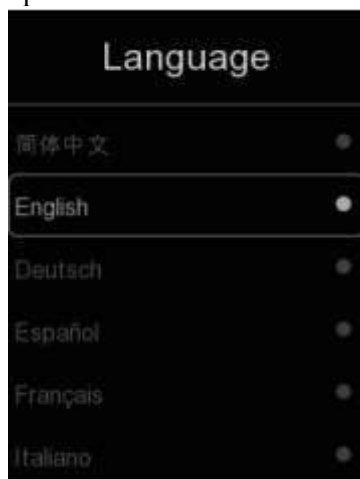 Language
简体中文
English
Deutsch
Español
Français
Italiano